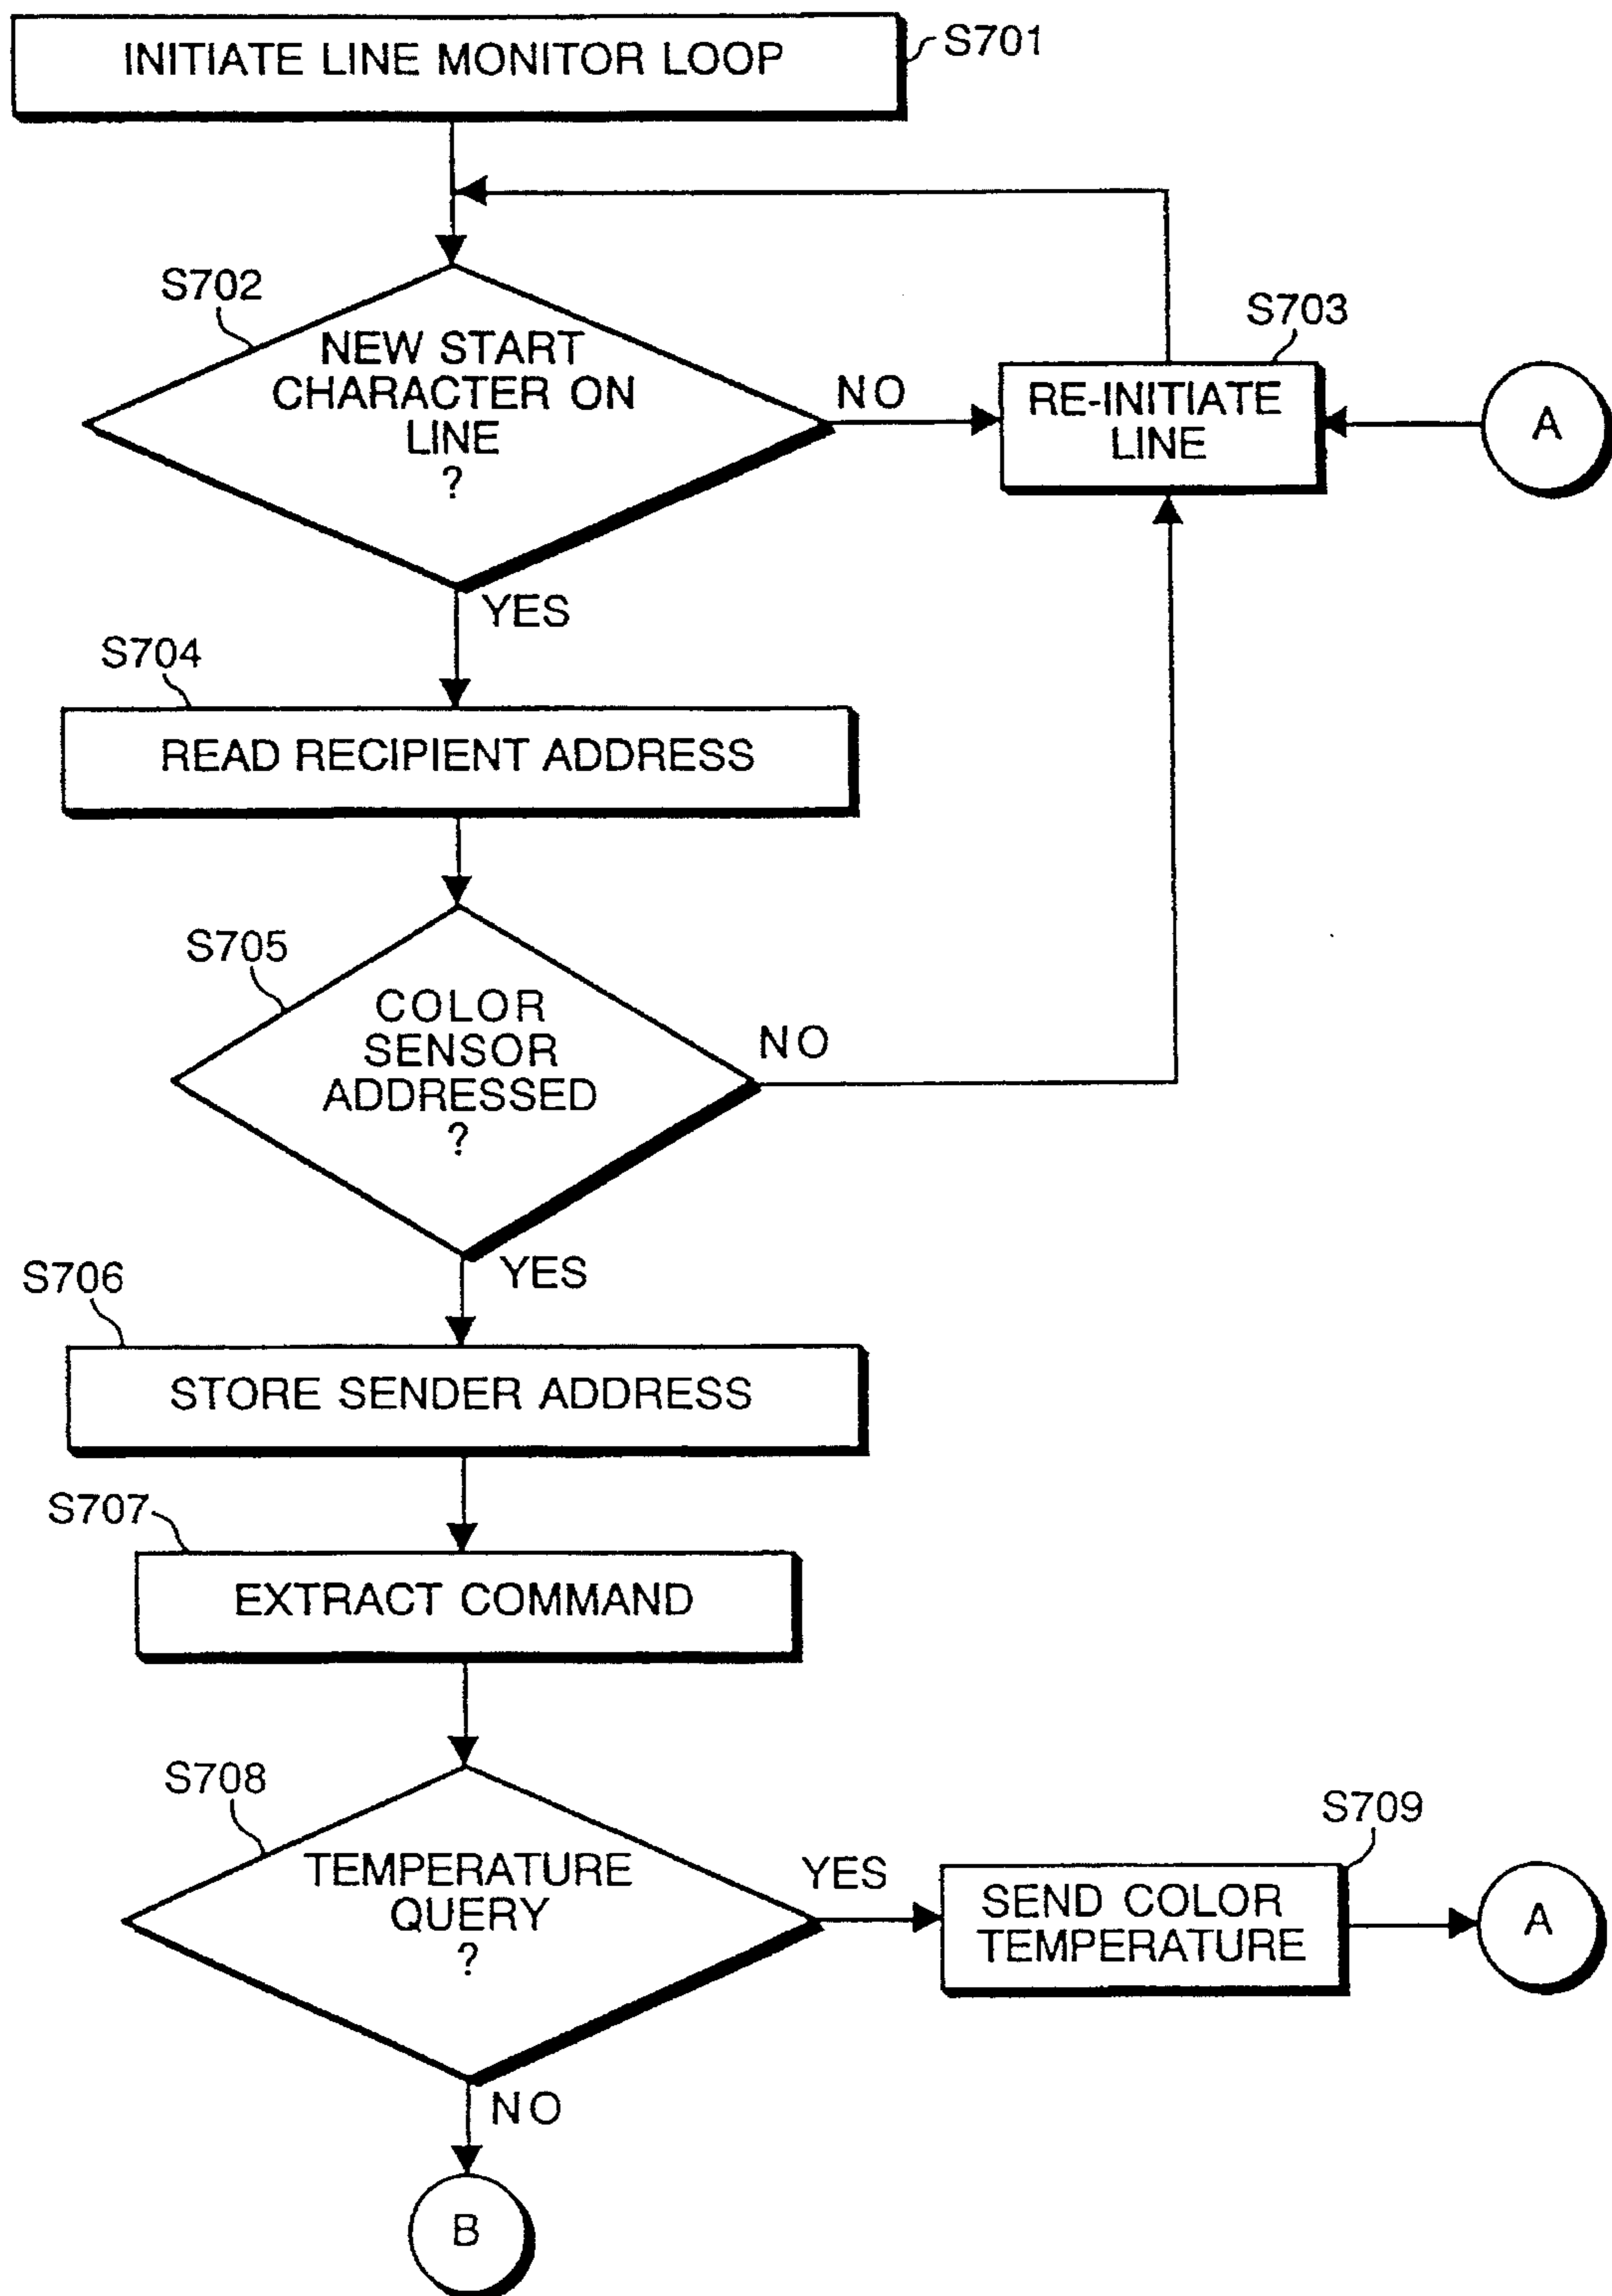 INITIATE LINE MONITOR LOOP
S701
S702
NEW START
CHARACTER ON
LINE
?
NO
S703
RE-INITIATE
LINE
A
YES
S704
READ RECIPIENT ADDRESS
S705
COLOR
SENSOR
ADDRESSED
?
NO
YES
S706
STORE SENDER ADDRESS
S707
EXTRACT COMMAND
S708
TEMPERATURE
QUERY
?
YES
S709
SEND COLOR
TEMPERATURE
A
NO
B